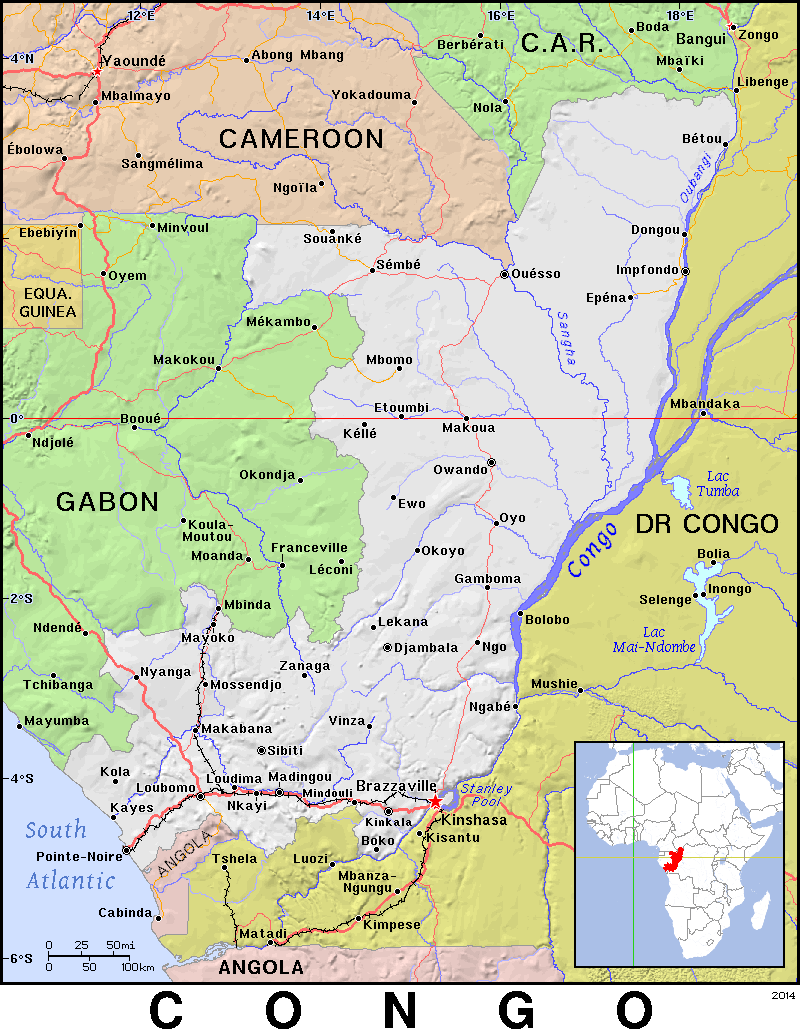 12°E
14°E
16°E
18°E
4°N
0°
2°S
4°S
6°S
Yaoundé
Abong Mbang
Berbérati
C.A.R.
Boda
Bangui
Zongo
Mbaïki
Libenge
Mbalmayo
Yokadouma
Nola
CAMEROON
Bétou
Ébolowa
Sangmélima
Ngoïla
Oubangi
Ebebiyín
Minvoul
Souanké
Dongou
Oyem
Sémbé
Ouésso
Impfondo
EQUA.
GUINEA
Epéna
Mékambo
Sangha
Makokou
Mbomo
Etoumbi
Mbandaka
Booué
Kéllé
Makoua
Ndjolé
Owando
Okondja
Lac
Tumba
GABON
Ewo
Koula-
Moutou
Oyo
DR CONGO
Congo
Moanda
Franceville
Léconi
Okoyo
Bolia
Gamboma
Inongo
Selenge
Mbinda
Mayoko
Lekana
Bolobo
Ndendé
Djambala
Ngo
Lac
Mai-Ndombe
Nyanga
Zanaga
Tchibanga
Mossendjo
Mushie
Mayumba
Ngabé
Makabana
Vinza
Sibiti
Kola
Loubomo
Loudima
Madingou
Brazzaville
Stanley
Pool
Kayes
Nkayi
Mindouli
Kinkala
Kinshasa
South
Atlantic
ANGOLA
Boko
Kisantu
Pointe-Noire
Tshela
Luozi
Mbanza-
Ngungu
Cabinda
Kimpese
Matadi
ANGOLA
0 25 50mi
0 50 100km
CONGO
2014